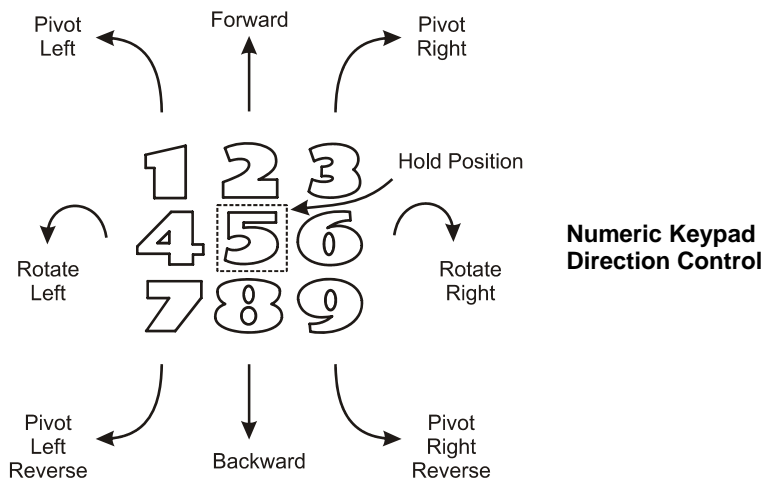 Pivot
Left
Forward
Pivot
Right
1 2 3
Hold Position
4 5 6
Rotate
Left
Rotate
Right
Numeric Keypad
Direction Control
7 8 9
Pivot
Left
Reverse
Backward
Pivot
Right
Reverse